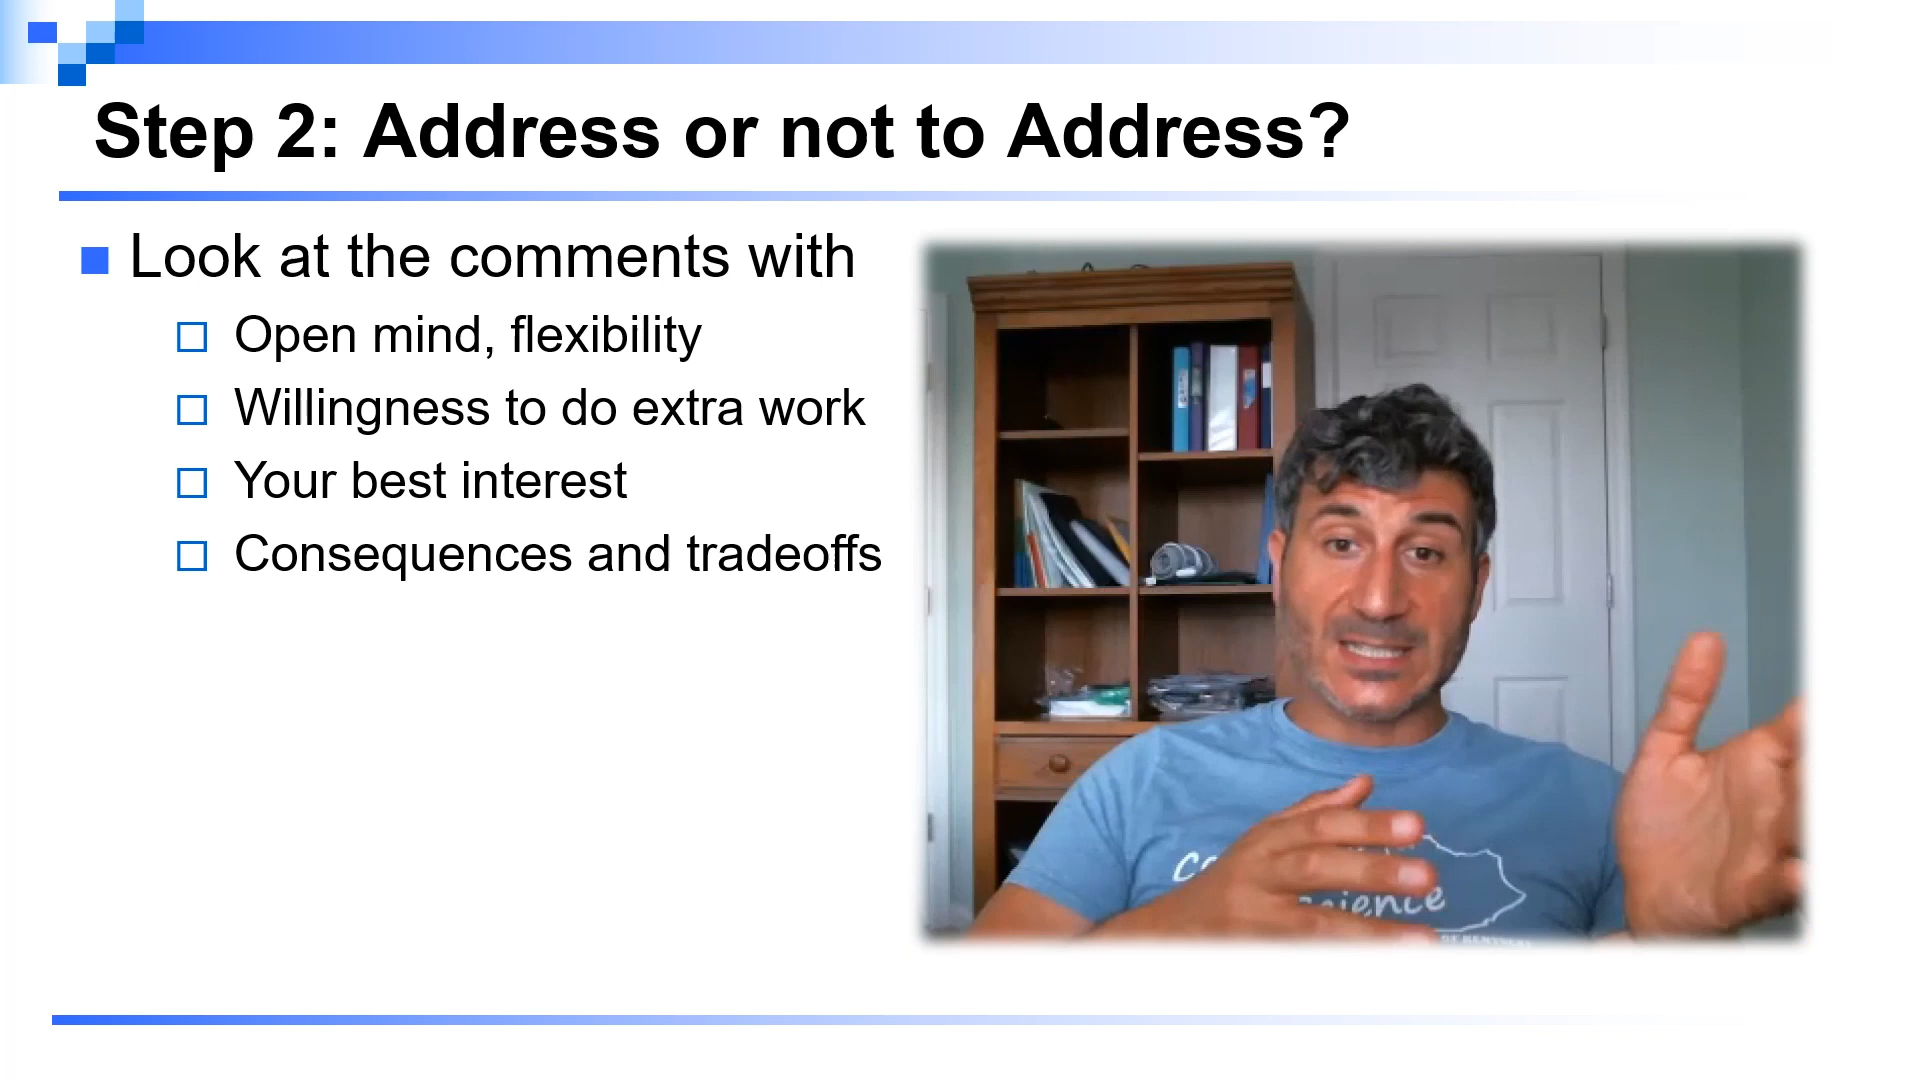 Step 2: Address or not to Address?
Look at the comments with
Open mind, flexibility
Willingness to do extra work
Your best interest
Consequences and tradeoffs
science